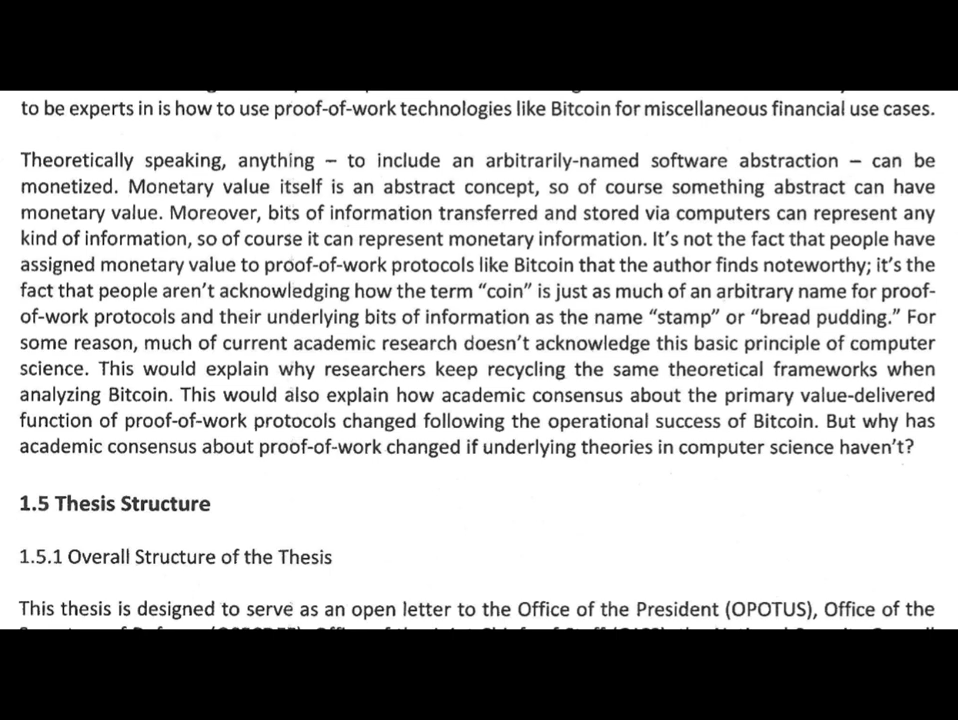 to be experts in is how to use proof-of-work technologies like Bitcoin for miscellaneous financial use cases.
Theoretically speaking, anything – to include an arbitrarily-named software abstraction – can be
monetized. Monetary value itself is an abstract concept, so of course something abstract can have
monetary value. Moreover, bits of information transferred and stored via computers can represent any
kind of information, so of course it can represent monetary information. It’s not the fact that people have
assigned monetary value to proof-of-work protocols like Bitcoin that the author finds noteworthy; it’s the
fact that people aren’t acknowledging how the term “coin” is just as much of an arbitrary name for proof-
of-work protocols and their underlying bits of information as the name “stamp” or “bread pudding.” For
some reason, much of current academic research doesn’t acknowledge this basic principle of computer
science. This would explain why researchers keep recycling the same theoretical frameworks when
analyzing Bitcoin. This would also explain how academic consensus about the primary value-delivered
function of proof-of-work protocols changed following the operational success of Bitcoin. But why has
academic consensus about proof-of-work changed if underlying theories in computer science haven’t?
1.5 Thesis Structure
1.5.1 Overall Structure of the Thesis
This thesis is designed to serve as an open letter to the Office of the President (OPOTUS), Office of the